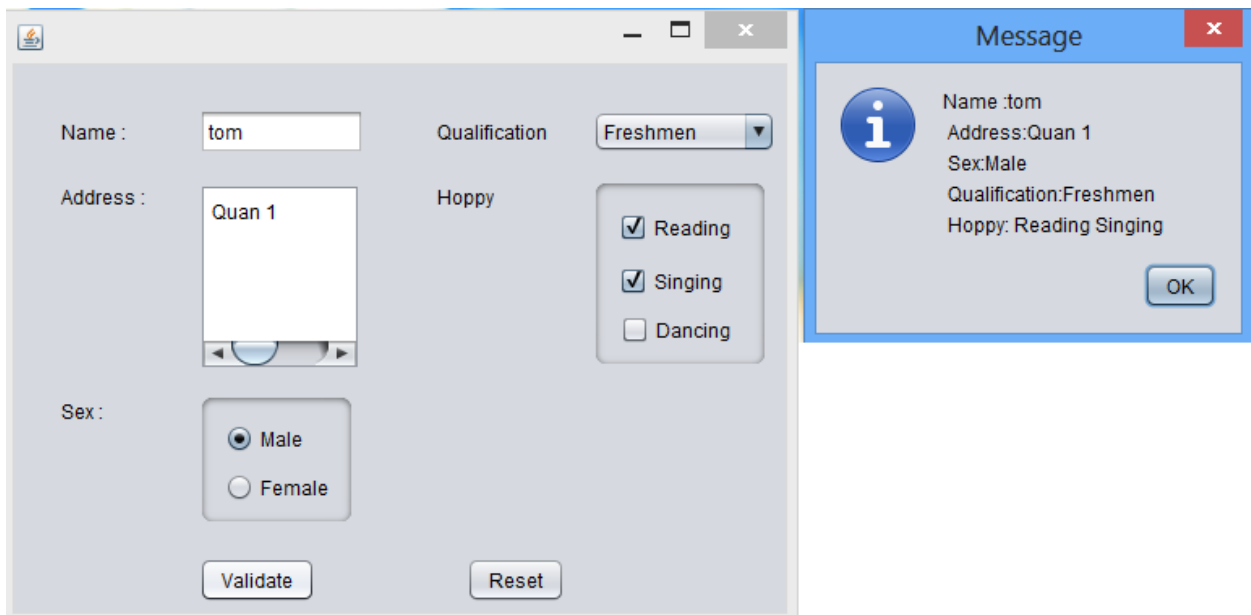 Name :
tom
Qualification
Freshmen
Address :
Quan 1
Hoppy
Reading
Singing
Dancing
Sex :
Male
Female
Validate
Reset
Message
Name :tom
Address:Quan 1
Sex:Male
Qualification:Freshmen
Hoppy: Reading Singing
OK